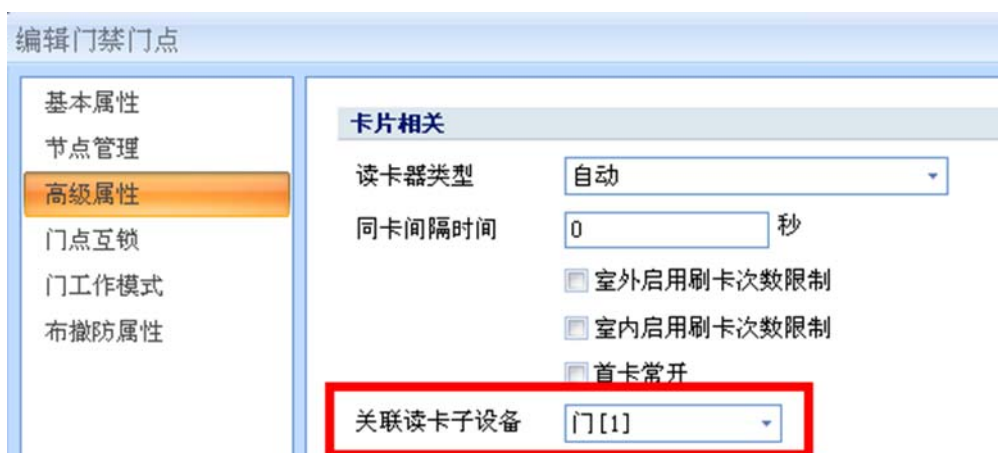 编辑门禁门点
基本属性
节点管理
高级属性
门点互锁
门工作模式
布撤防属性
卡片相关
读卡器类型 自动
同卡间隔时间 0 秒
室外启用刷卡次数限制
室内启用刷卡次数限制
首卡常开
关联读卡子设备 门[1]